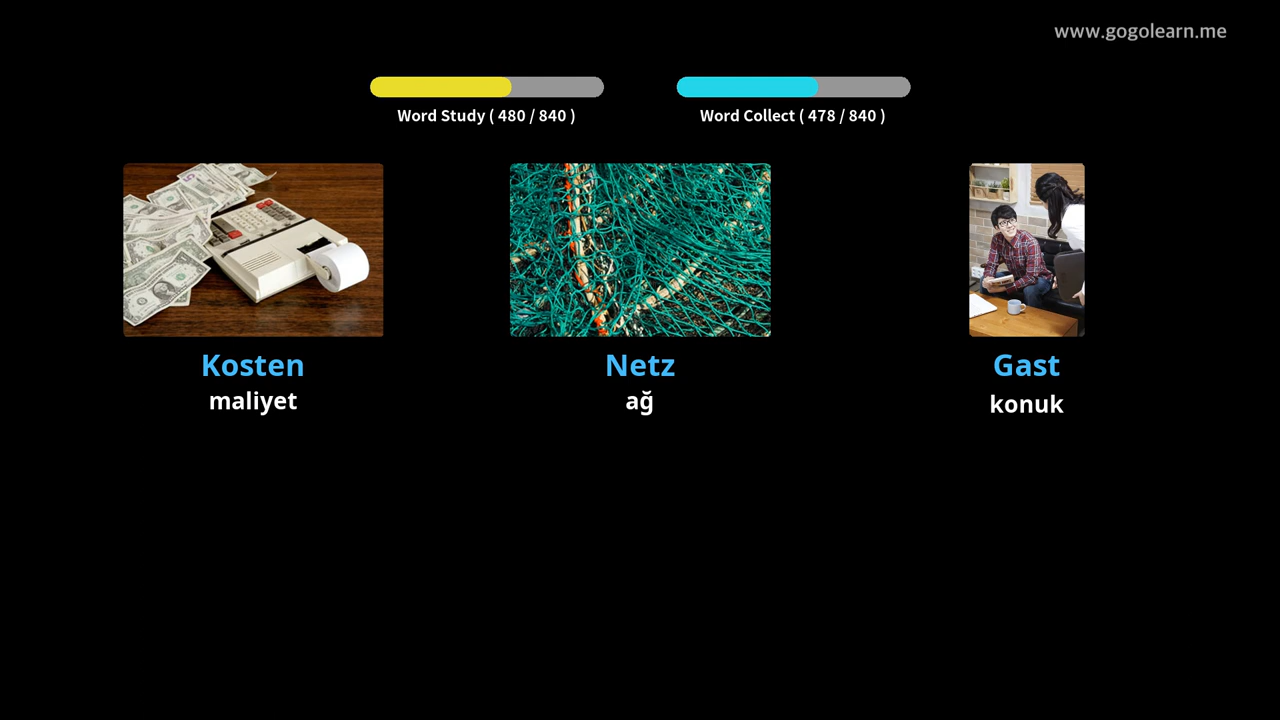 www.gogolearn.me
Word Study ( 480 / 840 )
Word Collect ( 478 / 840 )
Kosten
maliyet
Netz
ağ
Gast
konuk